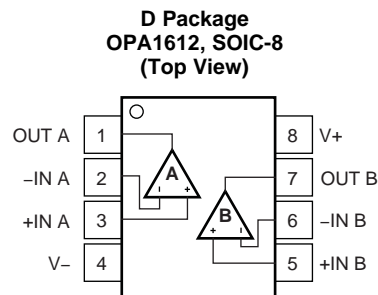 D Package
OPA1612, SOIC-8
(Top View)
OUT A 1 8 V+
–IN A 2 A 7 OUT B
- +
+IN A 3 B 6 –IN B
+ -
V– 4 5 +IN B